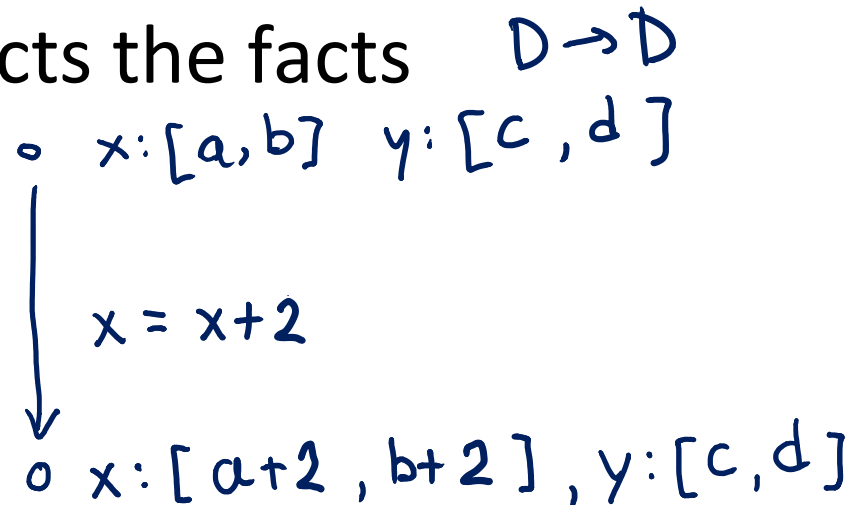 cts the facts D → D
x: [a, b] y: [c, d]
x = x+2
x: [a+2, b+2], y: [c, d]